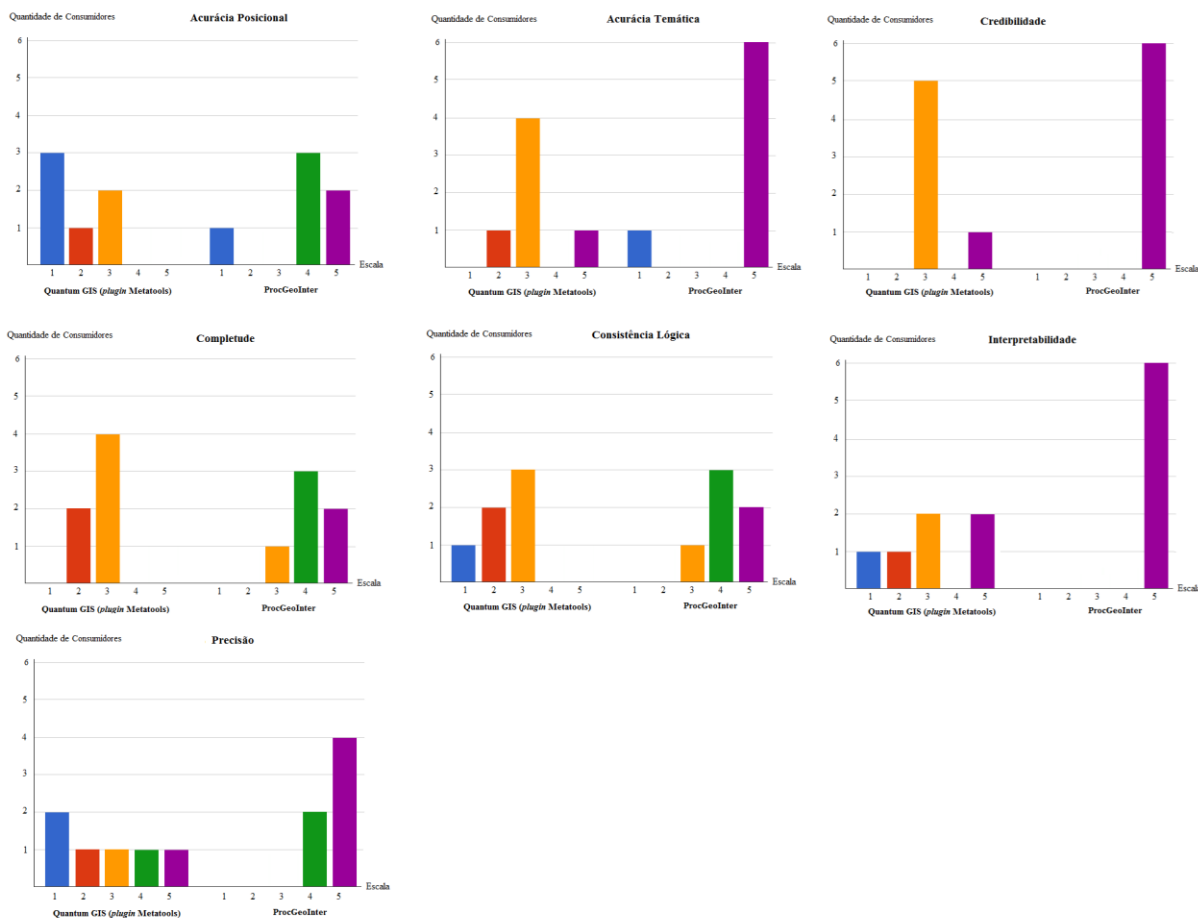 Quantidade de Consumidores
Acurácia Posicional
6
5
4
3
2
1
1 2 3 4 5 1 2 3 4 5
Escala
Quantum GIS (plugin Metatools) ProcGeoInter
Quantidade de Consumidores
Acurácia Temática
6
5
4
3
2
1
1 2 3 4 5 1 2 3 4 5
Escala
Quantum GIS (plugin Metatools) ProcGeoInter
Quantidade de Consumidores
Credibilidade
6
5
4
3
2
1
1 2 3 4 5 1 2 3 4 5
Escala
Quantum GIS (plugin Metatools) ProcGeoInter
Quantidade de Consumidores
Completude
6
5
4
3
2
1
1 2 3 4 5 1 2 3 4 5
Escala
Quantum GIS (plugin Metatools) ProcGeoInter
Quantidade de Consumidores
Consistência Lógica
6
5
4
3
2
1
1 2 3 4 5 1 2 3 4 5
Escala
Quantum GIS (plugin Metatools) ProcGeoInter
Quantidade de Consumidores
Interpretabilidade
6
5
4
3
2
1
1 2 3 4 5 1 2 3 4 5
Escala
Quantum GIS (plugin Metatools) ProcGeoInter
Quantidade de Consumidores
Precisão
6
5
4
3
2
1
1 2 3 4 5 1 2 3 4 5
Escala
Quantum GIS (plugin Metatools) ProcGeoInter